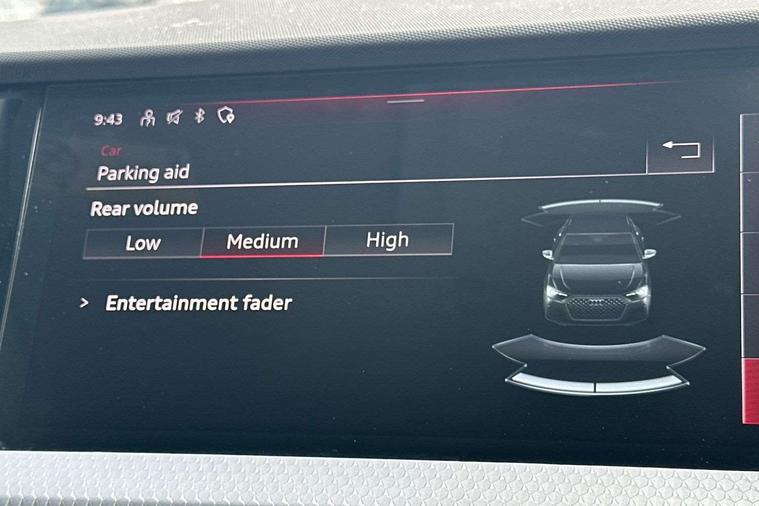 9:43
Car
Parking aid
Rear volume
Low Medium High
> Entertainment fader